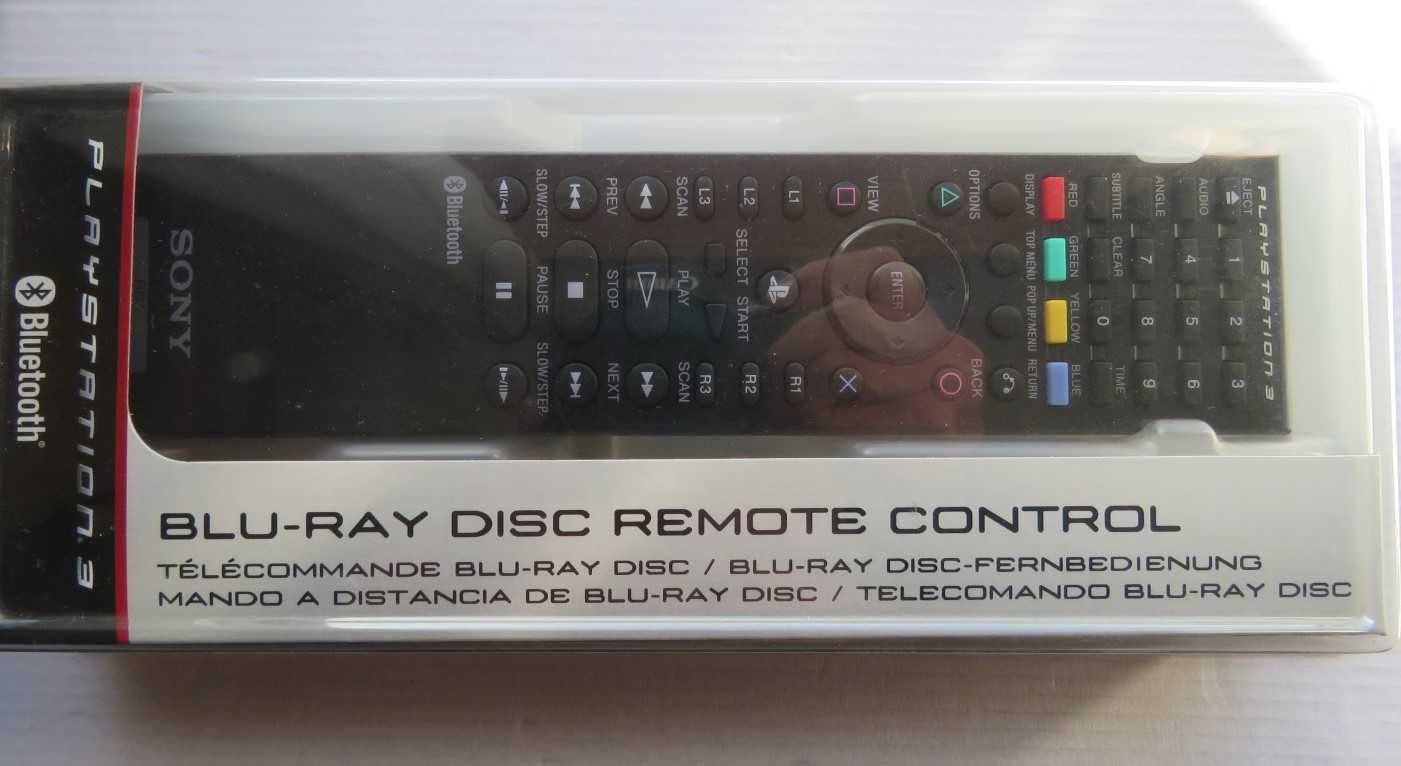 PLAYSTATION 3
Bluetooth®
PLAYSTATION 3
EJECT 1 2 3
AUDIO 4 5 6
ANGLE 7 8 9
SUBTITLE CLEAR 0 TIME
RED GREEN YELLOW BLUE
DISPLAY TOP MENU POP UP/MENU RETURN
OPTIONS BACK
ENTER
VIEW
L1 R1
SELECT START
L2 R2
L3 R3
SCAN PLAY SCAN
PREV STOP NEXT
SLOW/STEP PAUSE SLOW/STEP
Bluetooth
SONY
BLU-RAY DISC REMOTE CONTROL
TÉLÉCOMMANDE BLU-RAY DISC / BLU-RAY DISC-FERNBEDIENUNG
MANDO A DISTANCIA DE BLU-RAY DISC / TELECOMANDO BLU-RAY DISC